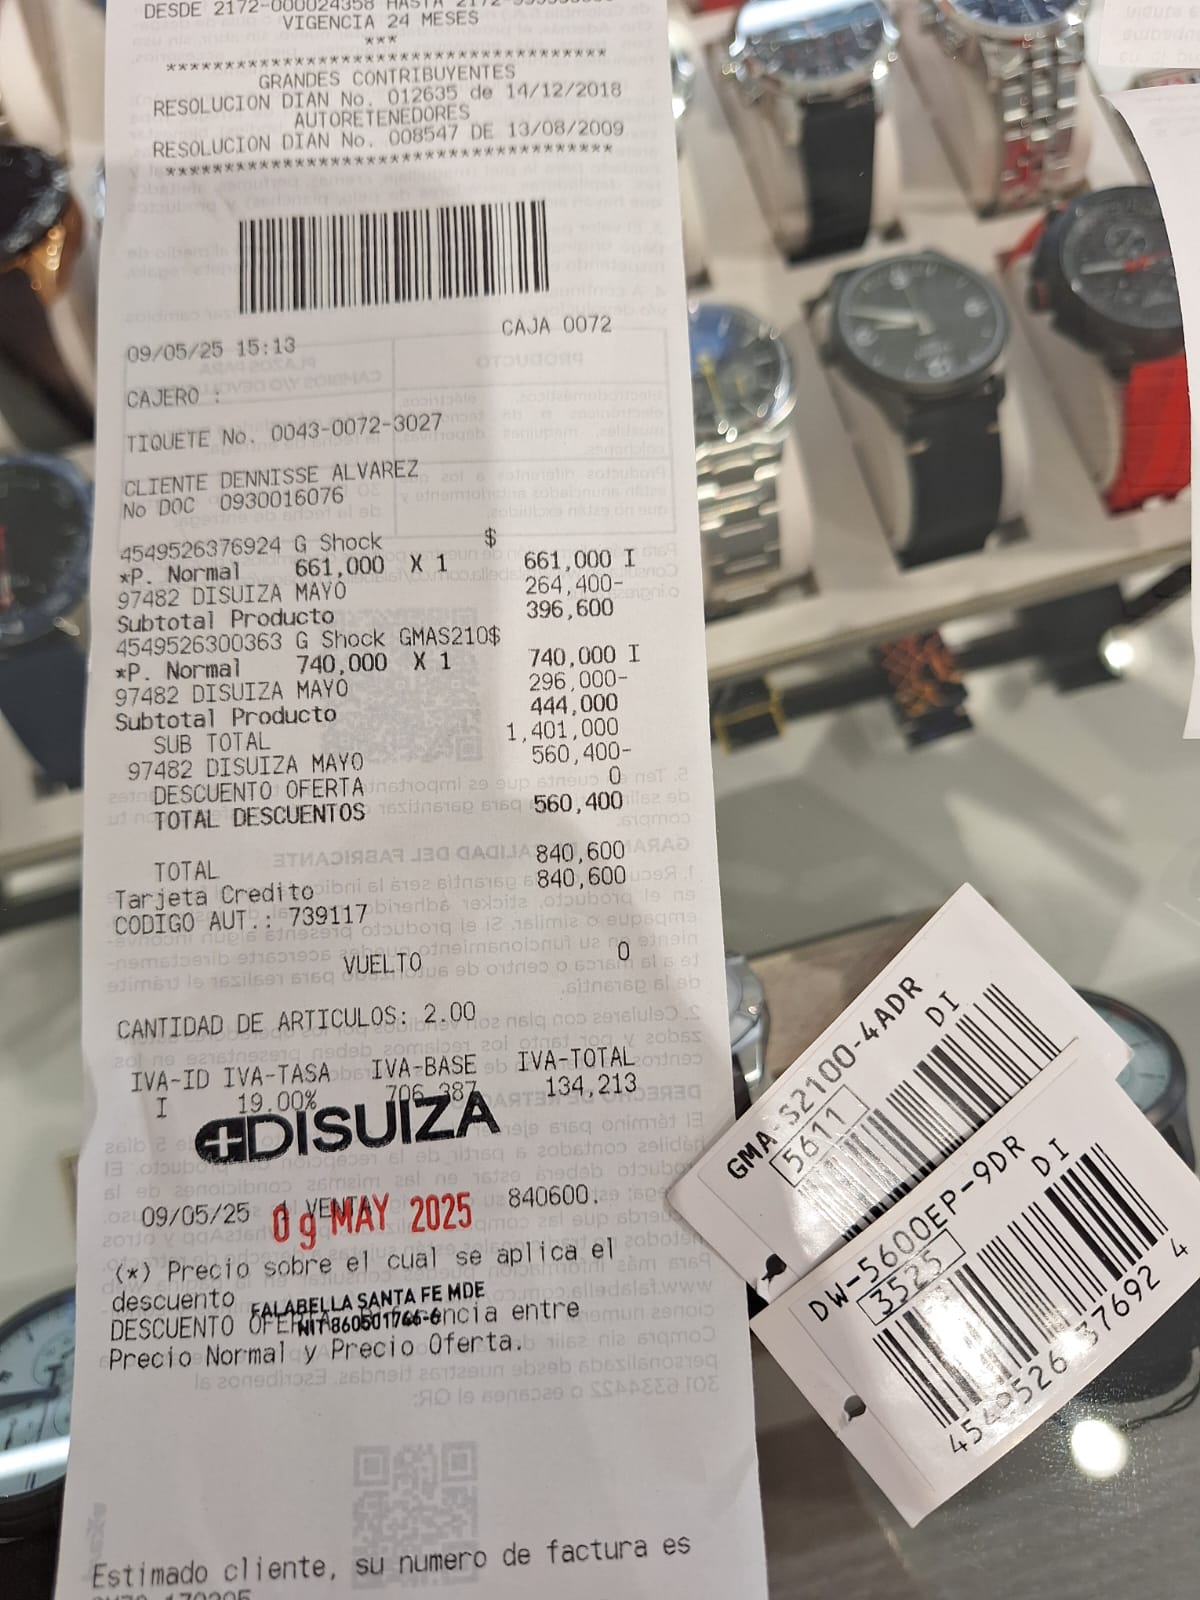 DESDE 2172-000024358 HASTA 2172-
VIGENCIA 24 MESES
***
**************************************
GRANDES CONTRIBUYENTES
RESOLUCION DIAN No. 012635 de 14/12/2018
AUTORETENEDORES
RESOLUCION DIAN No. 008547 DE 13/08/2009
**************************************
CAJA 0072
09/05/25 15:13
CAJERO :
TIQUETE No. 0043-0072-3027
CLIENTE DENNISSE ALVAREZ
No DOC 0930016076
$
4549526376924 G Shock
*P. Normal 661,000 X 1 661,000 I
97482 DISUIZA MAYO 264,400-
Subtotal Producto 396,600
4549526300363 G Shock GMAS210$
*P. Normal 740,000 X 1 740,000 I
97482 DISUIZA MAYO 296,000-
Subtotal Producto 444,000
SUB TOTAL 1,401,000
97482 DISUIZA MAYO 560,400-
DESCUENTO OFERTA 0
TOTAL DESCUENTOS 560,400
TOTAL 840,600
Tarjeta Credito 840,600
CODIGO AUT.: 739117
VUELTO 0
CANTIDAD DE ARTICULOS: 2.00
IVA-ID IVA-TASA IVA-BASE IVA-TOTAL
I 19.00% 706,387 134,213
DISUIZA
09/05/25 VENTA 840600.
09 MAY 2025
(*) Precio sobre el cual se aplica el
descuento
FALABELLA SANTA FE MDE
NIT 860501766-6
DESCUENTO entre
Precio Normal y Precio Oferta.
Estimado cliente, su numero de factura es
GMA-S2100-4ADR
5611 DI
DW-5600EP-9DR
3525 DI
4549526 37692 4